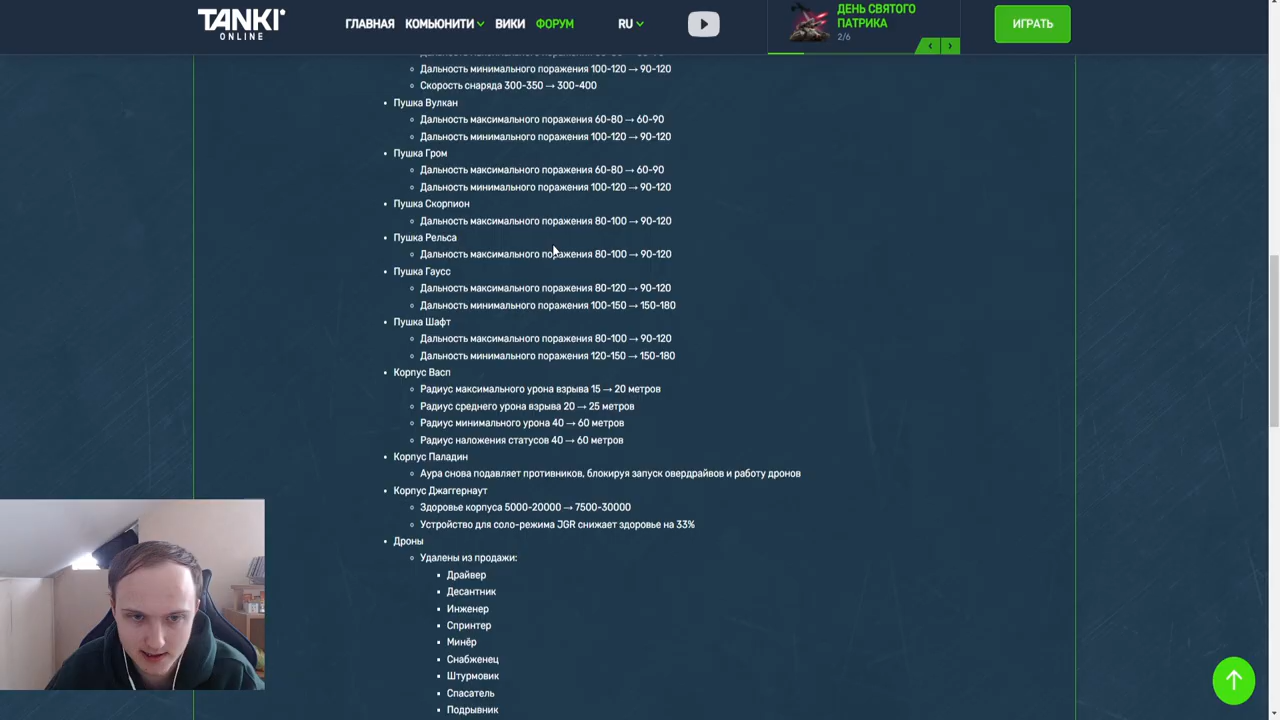 TANKI
ONLINE
ГЛАВНАЯ
КОМЬЮНИТИ
ВИКИ
ФОРУМ
RU
ДЕНЬ СВЯТОГО
ПАТРИКА
2/6
ИГРАТЬ
Дальность минимального поражения 100-120 → 90-120
Скорость снаряда 300-350 → 300-400
Пушка Вулкан
Дальность максимального поражения 60-80 → 60-90
Дальность минимального поражения 100-120 → 90-120
Пушка Гром
Дальность максимального поражения 60-80 → 60-90
Дальность минимального поражения 100-120 → 90-120
Пушка Скорпион
Дальность максимального поражения 80-100 → 90-120
Пушка Рельса
Дальность максимального поражения 80-100 → 90-120
Пушка Гаусс
Дальность максимального поражения 80-120 → 90-120
Дальность минимального поражения 100-150 → 150-180
Пушка Шафт
Дальность максимального поражения 80-100 → 90-120
Дальность минимального поражения 120-150 → 150-180
Корпус Васп
Радиус максимального урона взрыва 15 → 20 метров
Радиус среднего урона взрыва 20 → 25 метров
Радиус минимального урона 40 → 60 метров
Радиус наложения статусов 40 → 60 метров
Корпус Паладин
Аура снова подавляет противников, блокируя запуск овердрайвов и работу дронов
Корпус Джаггернаут
Здоровье корпуса 5000-20000 → 7500-30000
Устройство для соло-режима JGR снижает здоровье на 33%
Дроны
Удалены из продажи:
Драйвер
Десантник
Инженер
Спринтер
Минёр
Снабженец
Штурмовик
Спасатель
Подрывник